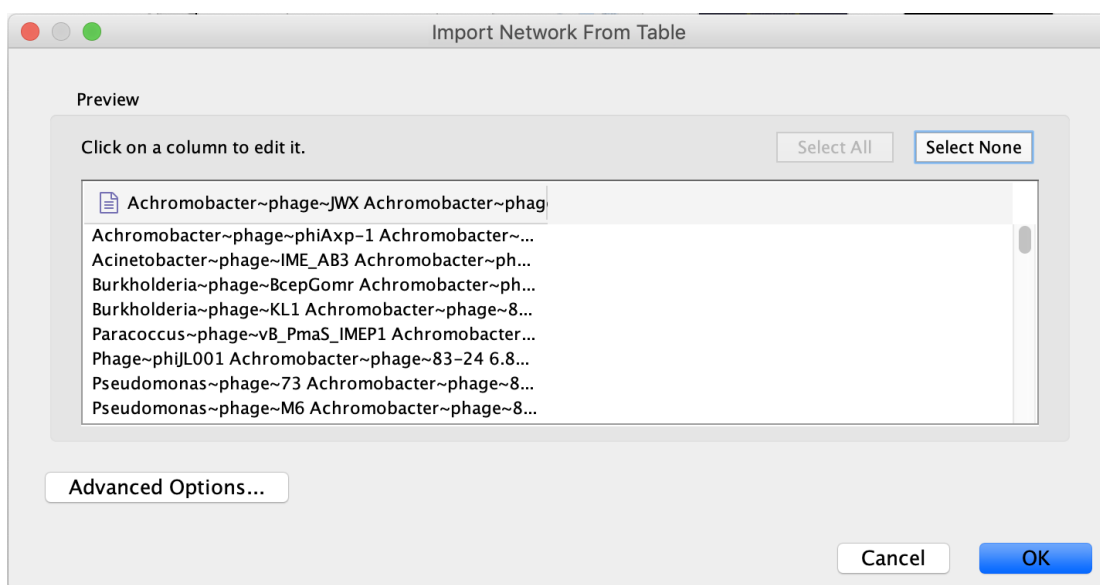 Import Network From Table
Preview
Click on a column to edit it.
Select All
Select None
Achromobacter~phage~JWX Achromobacter~phag
Achromobacter~phage~phiAxp-1 Achromobacter~...
Acinetobacter~phage~IME_AB3 Achromobacter~ph...
Burkholderia~phage~BcepGomr Achromobacter~ph...
Burkholderia~phage~KL1 Achromobacter~phage~8...
Paracoccus~phage~vB_PmaS_IMEP1 Achromobacter...
Phage~phiJL001 Achromobacter~phage~83-24 6.8...
Pseudomonas~phage~73 Achromobacter~phage~8...
Pseudomonas~phage~M6 Achromobacter~phage~8...
Advanced Options...
Cancel
OK